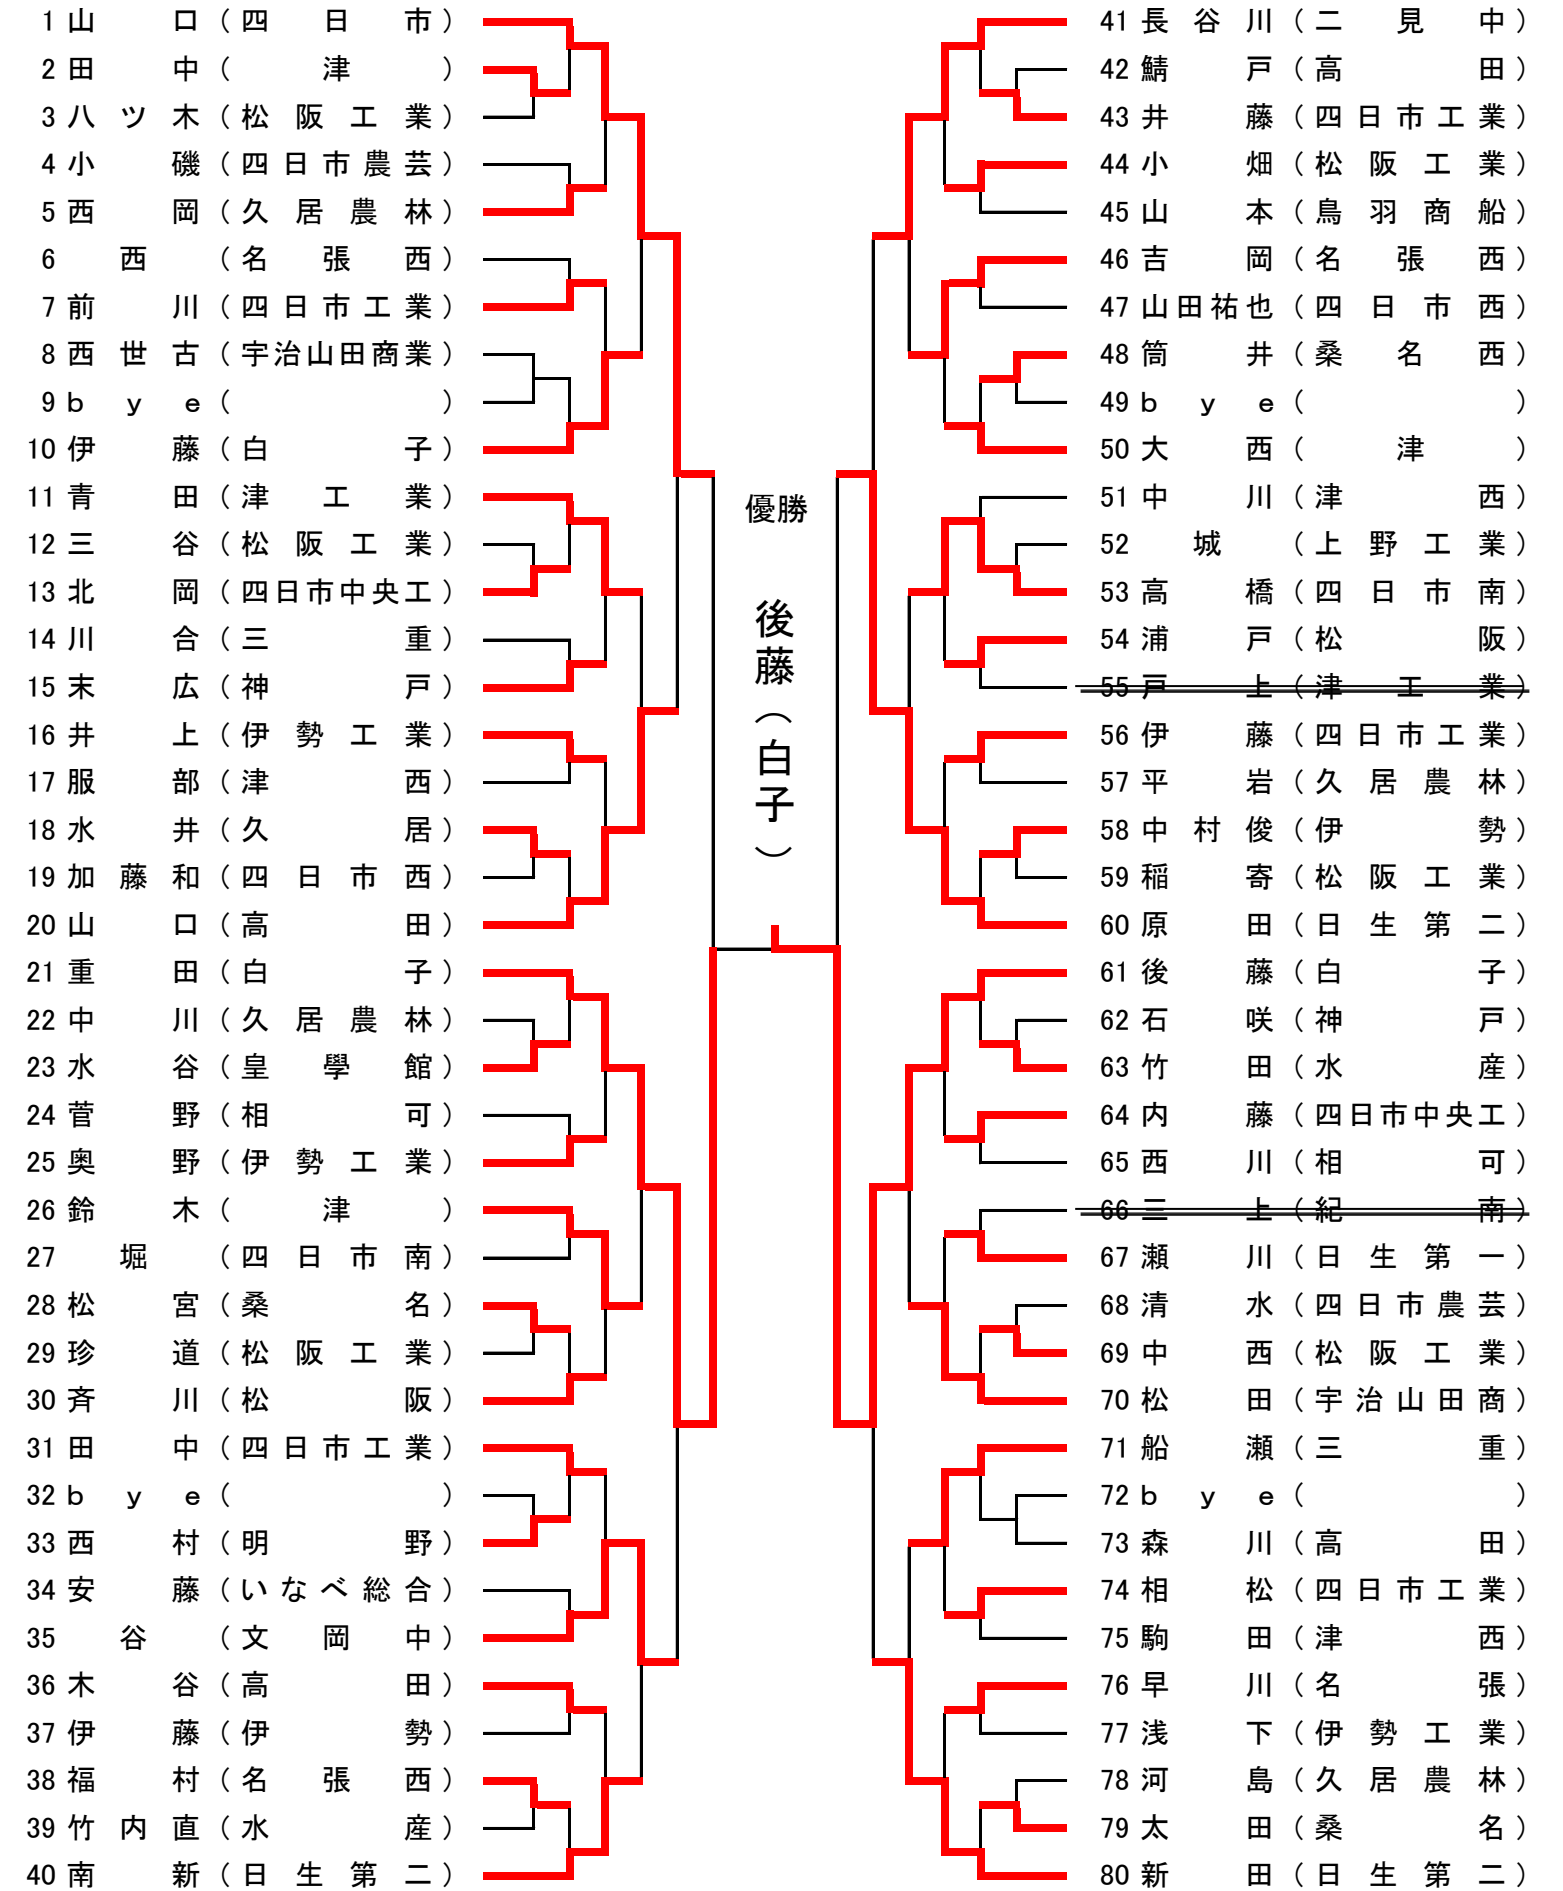 1 山口（四日市）
2 田中（津）
3 八ツ木（松阪工業）
4 小磯（四日市農芸）
5 西岡（久居農林）
6 西（名張西）
7 前川（四日市工業）
8 西世古（宇治山田商業）
9 ｂｙｅ（）
10 伊藤（白子）
11 青田（津工業）
12 三谷（松阪工業）
13 北岡（四日市中央工）
14 川合（三重）
15 末広（神戸）
16 井上（伊勢工業）
17 服部（津西）
18 水井（久居）
19 加藤和（四日市西）
20 山口（高田）
21 重田（白子）
22 中川（久居農林）
23 水谷（皇學館）
24 菅野（相可）
25 奥野（伊勢工業）
26 鈴木（津）
27 堀（四日市南）
28 松宮（桑名）
29 珍道（松阪工業）
30 斉川（松阪）
31 田中（四日市工業）
32 ｂｙｅ（）
33 西村（明野）
34 安藤（いなべ総合）
35 谷（文岡中）
36 木谷（高田）
37 伊藤（伊勢）
38 福村（名張西）
39 竹内直（水産）
40 南新（日生第二）
優勝
後藤（白子）
41 長谷川（二見中）
42 鯖戸（高田）
43 井藤（四日市工業）
44 小畑（松阪工業）
45 山本（鳥羽商船）
46 吉岡（名張西）
47 山田祐也（四日市西）
48 筒井（桑名西）
49 ｂｙｅ（）
50 大西（津）
51 中川（津西）
52 城（上野工業）
53 高橋（四日市南）
54 浦戸（松阪）
55 戸上（津工業）
56 伊藤（四日市工業）
57 平岩（久居農林）
58 中村俊（伊勢）
59 稲寄（松阪工業）
60 原田（日生第二）
61 後藤（白子）
62 石咲（神戸）
63 竹田（水産）
64 内藤（四日市中央工）
65 西川（相可）
66 三上（紀南）
67 瀬川（日生第一）
68 清水（四日市農芸）
69 中西（松阪工業）
70 松田（宇治山田商）
71 船瀬（三重）
72 ｂｙｅ（）
73 森川（高田）
74 相松（四日市工業）
75 駒田（津西）
76 早川（名張）
77 浅下（伊勢工業）
78 河島（久居農林）
79 太田（桑名）
80 新田（日生第二）